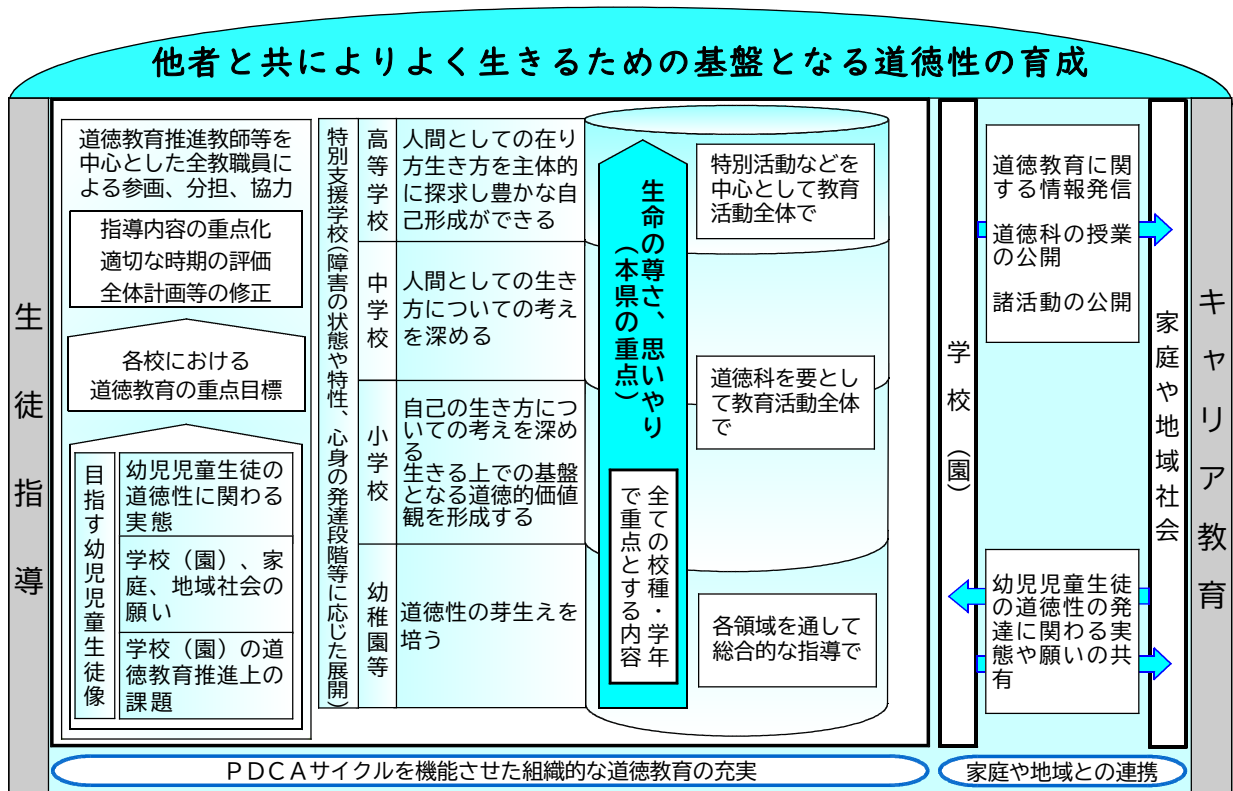 他者と共によりよく生きるための基盤となる道徳性の育成
生徒指導
道徳教育推進教師等を
中心とした全教職員に
よる参画、分担、協力
指導内容の重点化
適切な時期の評価
全体計画等の修正
各校における
道徳教育の重点目標
目指す幼児児童生徒像
幼児児童生徒の
道徳性に関わる
実態
学校（園）、家
庭、地域社会の
願い
学校（園）の道
徳教育推進上の
課題
特別支援学校（障害の状態や特性、心身の発達段階等に応じた展開）
高等学校
人間としての在り
方生き方を主体的
に探求し豊かな自
己形成ができる
中学校
人間としての生き
方についての考え
を深める
小学校
自己の生き方につ
いての考えを深め
る
生きる上での基盤
となる道徳的価値
観を形成する
幼稚園等
道徳性の芽生えを
培う
生命の尊さ、思いやり
（本県の重点）
全ての校種・学年
で重点とする内容
特別活動などを
中心として教育
活動全体で
道徳科を要とし
て教育活動全体
で
各領域を通して
総合的な指導で
学校（園）
道徳教育に関
する情報発信
道徳科の授業
の公開
諸活動の公開
幼児児童生徒
の道徳性の発
達に関わる実
態や願いの共
有
家庭や地域社会
キャリア教育
ＰＤＣＡサイクルを機能させた組織的な道徳教育の充実
家庭や地域との連携